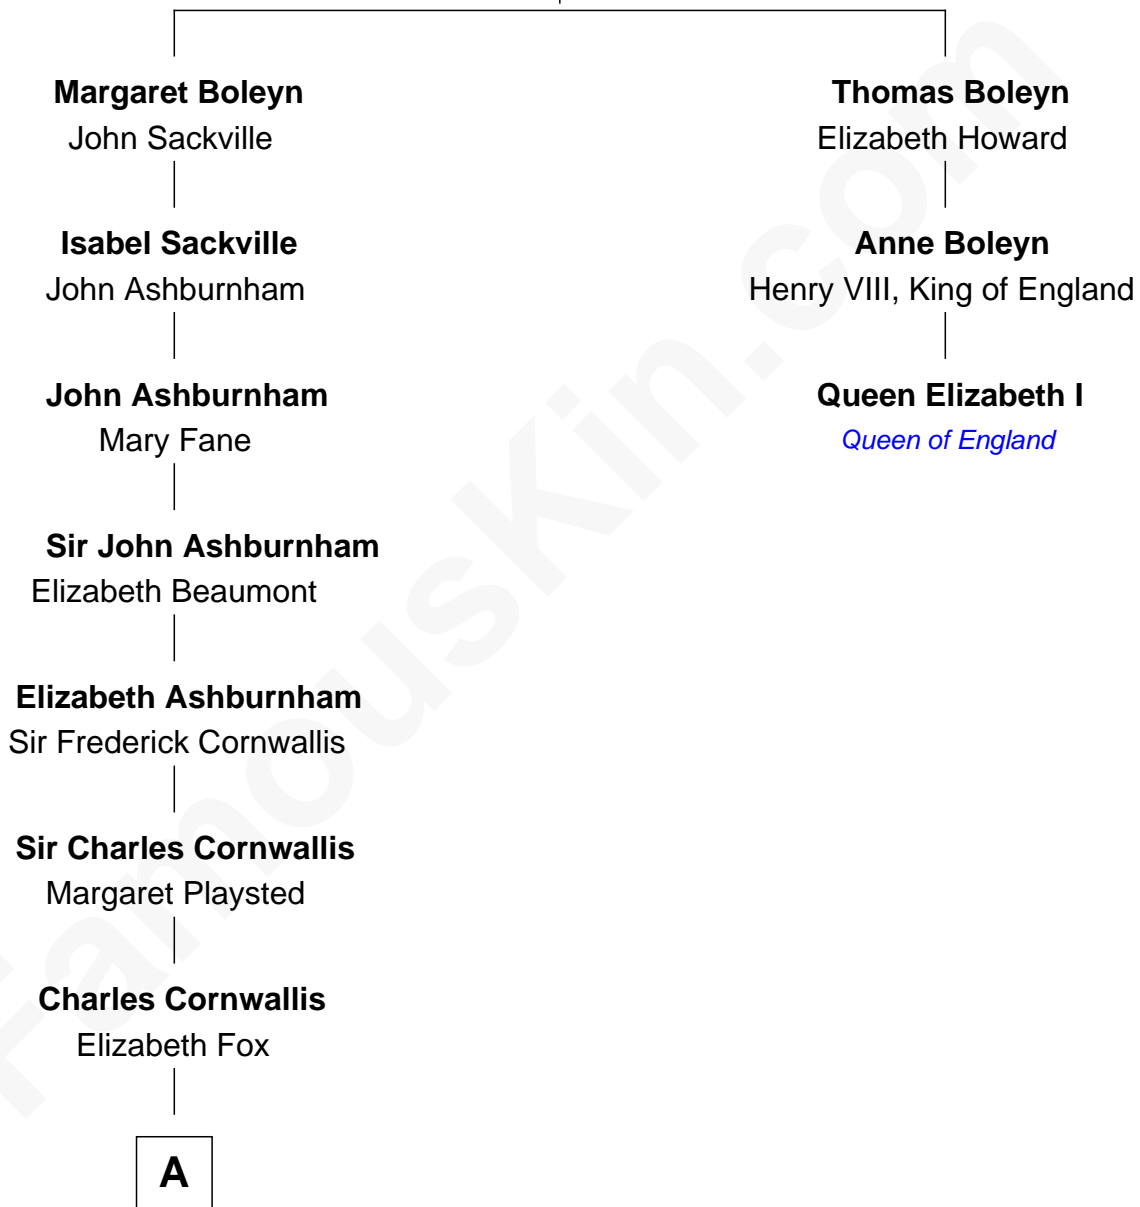 Margaret Boleyn
John Sackville
Thomas Boleyn
Elizabeth Howard
Isabel Sackville
John Ashburnham
Anne Boleyn
Henry VIII, King of England
John Ashburnham
Mary Fane
Queen Elizabeth I
Queen of England
Sir John Ashburnham
Elizabeth Beaumont
Elizabeth Ashburnham
Sir Frederick Cornwallis
Sir Charles Cornwallis
Margaret Playsted
Charles Cornwallis
Elizabeth Fox
A
FamousKin.com